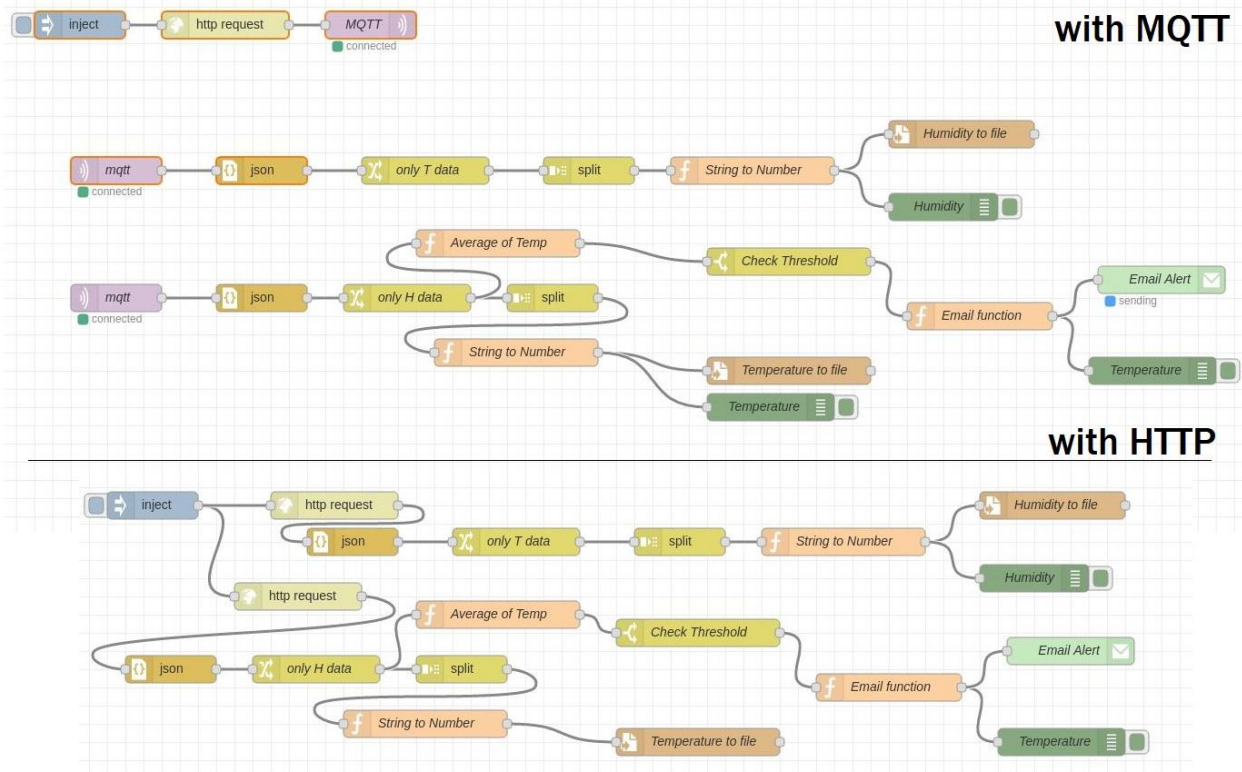 inject
http request
MQTT
connected
with MQTT
Humidity to file
mqtt
json
only T data
split
String to Number
connected
Humidity
Average of Temp
Check Threshold
mqtt
json
only H data
split
Email Alert
connected
sending
Email function
String to Number
Temperature to file
Temperature
Temperature
with HTTP
inject
http request
Humidity to file
json
only T data
split
String to Number
Humidity
http request
Average of Temp
Check Threshold
json
only H data
split
Email Alert
Email function
String to Number
Temperature to file
Temperature